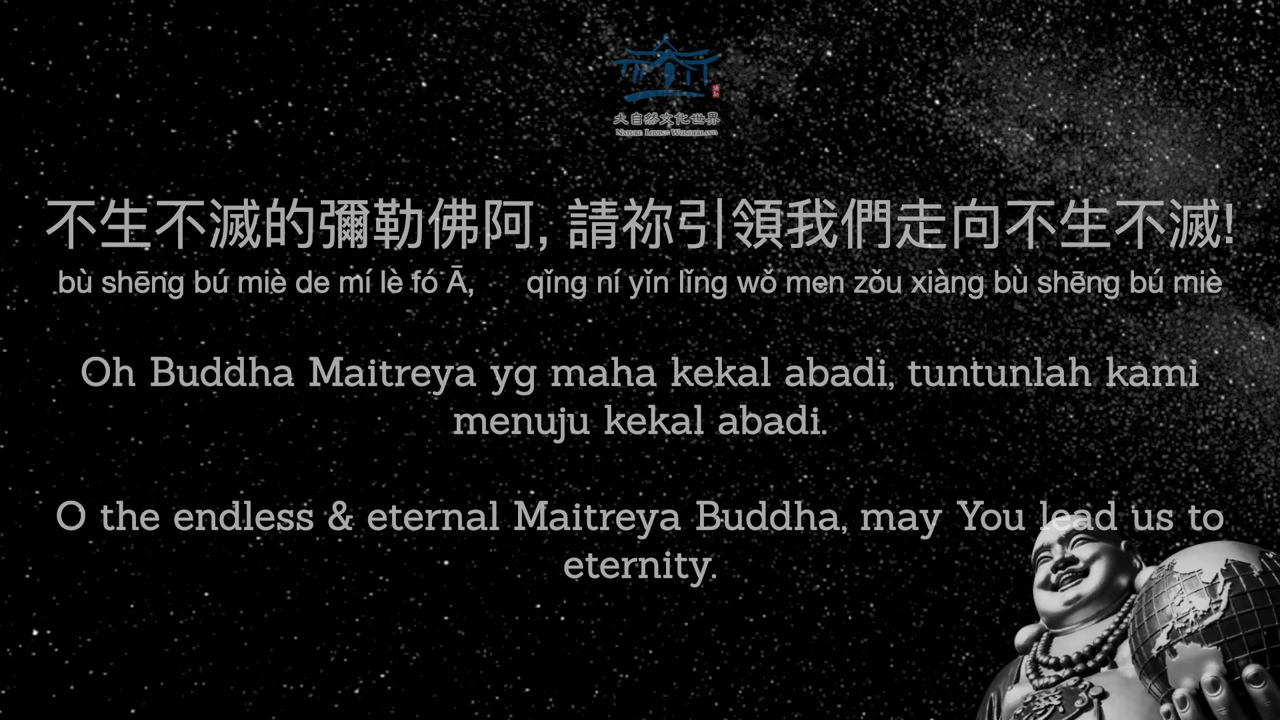 大自然文化世界
Nature Loving Wonderland
不生不滅的彌勒佛阿, 請祢引領我們走向不生不滅!
bù shēng bú miè de mí lè fó Ā, qǐng ní yǐn lǐng wǒ men zǒu xiàng bù shēng bú miè
Oh Buddha Maitreya yg maha kekal abadi, tuntunlah kami
menuju kekal abadi.
O the endless & eternal Maitreya Buddha, may You lead us to
eternity.